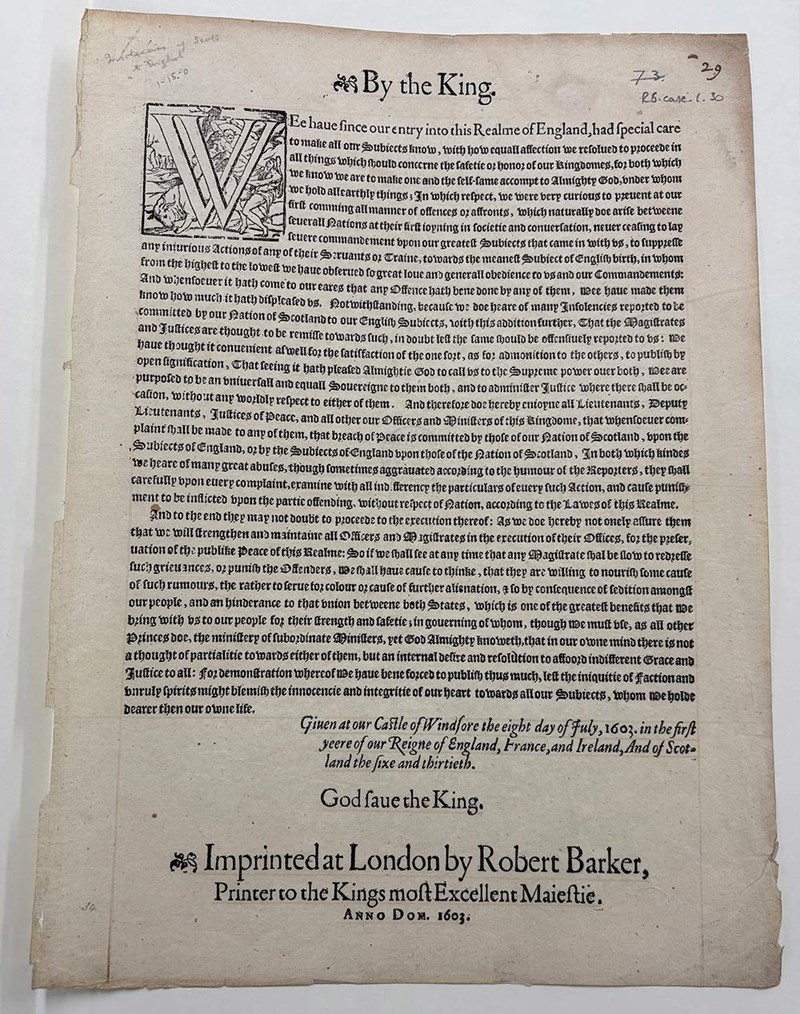 By the King.
73. 29
RB-case-l. 30
WEe haue ſince our entry into this Realme of England, had ſpecial care
to make all our Subiects know, with how equall affection we reſolued to proceede in
all things which ſhould concerne the ſafetie or honor of our Kingdomes, for both which
we know we are to make one and the ſelf-ſame accompt to Almighty God, vnder whom
we hold all earthly things; In which reſpect, we were very curious to preuent at our
firſt comming all manner of offences or affronts, which naturally doe ariſe betweene
ſeuerall Nations at their firſt ioyning in ſocietie and conuerſation, neuer ceaſing to lay
ſeuere commandement vpon our greateſt Subiects that came in with vs, to ſuppreſſe
any iniurious Actions of any of their Seruants or Traine, towards the meaneſt Subiect of Engliſh birth, in whom
from the higheſt to the loweſt we haue obſerued ſo great loue and generall obedience to vs and our Commandements:
And whenſoeuer it hath come to our eares that any Offence hath bene done by any of them, Wee haue made them
know how much it hath diſpleaſed vs. Notwithſtanding, becauſe we doe heare of many Inſolencies reported to be
committed by our Nation of Scotland to our Engliſh Subiects, with this addition further, That the Magiſtrates
and Juſtices are thought to be remiſſe towards ſuch, in doubt leſt the ſame ſhould be offenſiuely reported to vs: We
haue thought it conuenient aſwell for the ſatiſfaction of the one ſort, as for admonition to the others, to publiſh by
open ſignification, That ſeeing it hath pleaſed Almightie God to call vs to the Supreme power ouer both, Wee are
purpoſed to be an vniuerſall and equall Souereigne to them both, and to adminiſter Juſtice where there ſhall be oc-
caſion, without any worldly reſpect to either of them. And therefore doe hereby enioyne all Lieutenants, Deputy
Lieutenants, Juſtices of Peace, and all other our Officers and Miniſters of this Kingdome, that whenſoeuer com-
plaint ſhall be made to any of them, that breach of Peace is committed by thoſe of our Nation of Scotland, vpon the
Subiects of England, or by the Subiects of England vpon thoſe of the Nation of Scotland, In both which kindes
we heare of many great abuſes, though ſometimes aggrauated according to the humour of the Reporters, they ſhall
carefully vpon euery complaint, examine with all indifference the particulars of euery ſuch Action, and cauſe puniſh-
ment to be inflicted vpon the partie offending, without reſpect of Nation, according to the Lawes of this Realme.
And to the end they may not doubt to proceede to the execution thereof: As we doe hereby not onely aſſure them
that we will ſtrengthen and maintaine all Officers and Magiſtrates in the execution of their Offices, for the preſer-
uation of the publike Peace of this Realme: So if we ſhall ſee at any time that any Magiſtrate ſhal be ſlow to redreſſe
ſuch grieuances, or puniſh the Offenders, We ſhall haue cauſe to thinke, that they are willing to nouriſh ſome cauſe
of ſuch rumours, the rather to ſerue for colour or cauſe of further alienation, & ſo by conſequence of ſedition amongſt
our people, and an hinderance to that vnion betweene both States, which is one of the greateſt benefits that We
bring with vs to our people for their ſtrength and ſafetie; in gouerning of whom, though we muſt vſe, as all other
Princes doe, the miniſtery of ſubordinate Miniſters, yet God Almighty knoweth, that in our owne mind there is not
a thought of partialitie towards either of them, but an internal deſire and reſolution to affoord indifferent Grace and
Juſtice to all: For demonſtration whereof We haue bene forced to publiſh thus much, leſt the iniquitie of Faction and
vnruly ſpirits might blemiſh the innocencie and integritie of our heart towards all our Subiects, whom We holde
dearer then our owne life.
Giuen at our Caſtle of Windſore the eight day of July, 1603. in the firſt
yeere of our Reigne of England, France, and Ireland, And of Scot-
land the ſixe and thirtieth.
God ſaue the King.
Imprinted at London by Robert Barker,
Printer to the Kings moſt Excellent Maieſtie.
ANNO DOM. 1603.
34